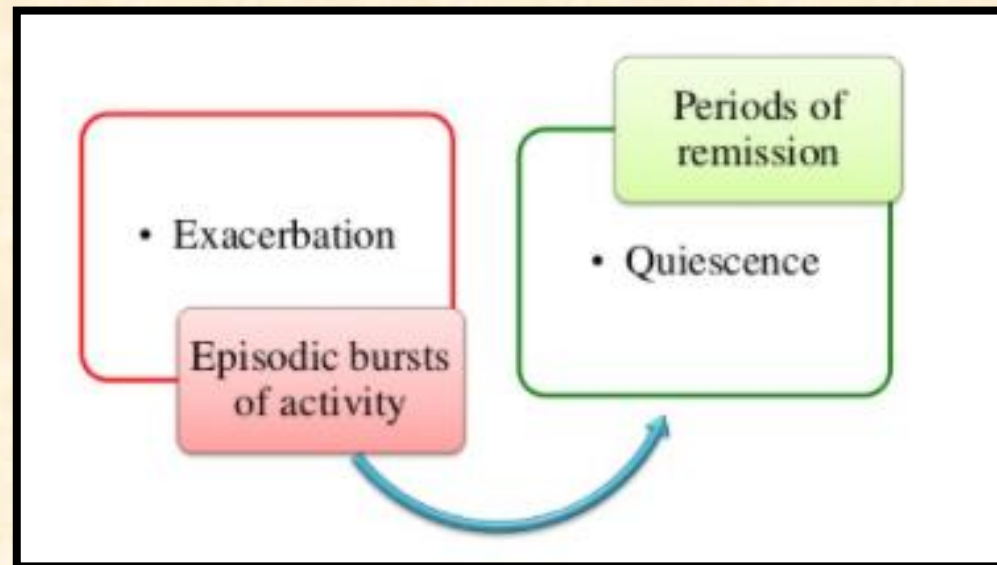 • Exacerbation
Episodic bursts
of activity
Periods of
remission
• Quiescence